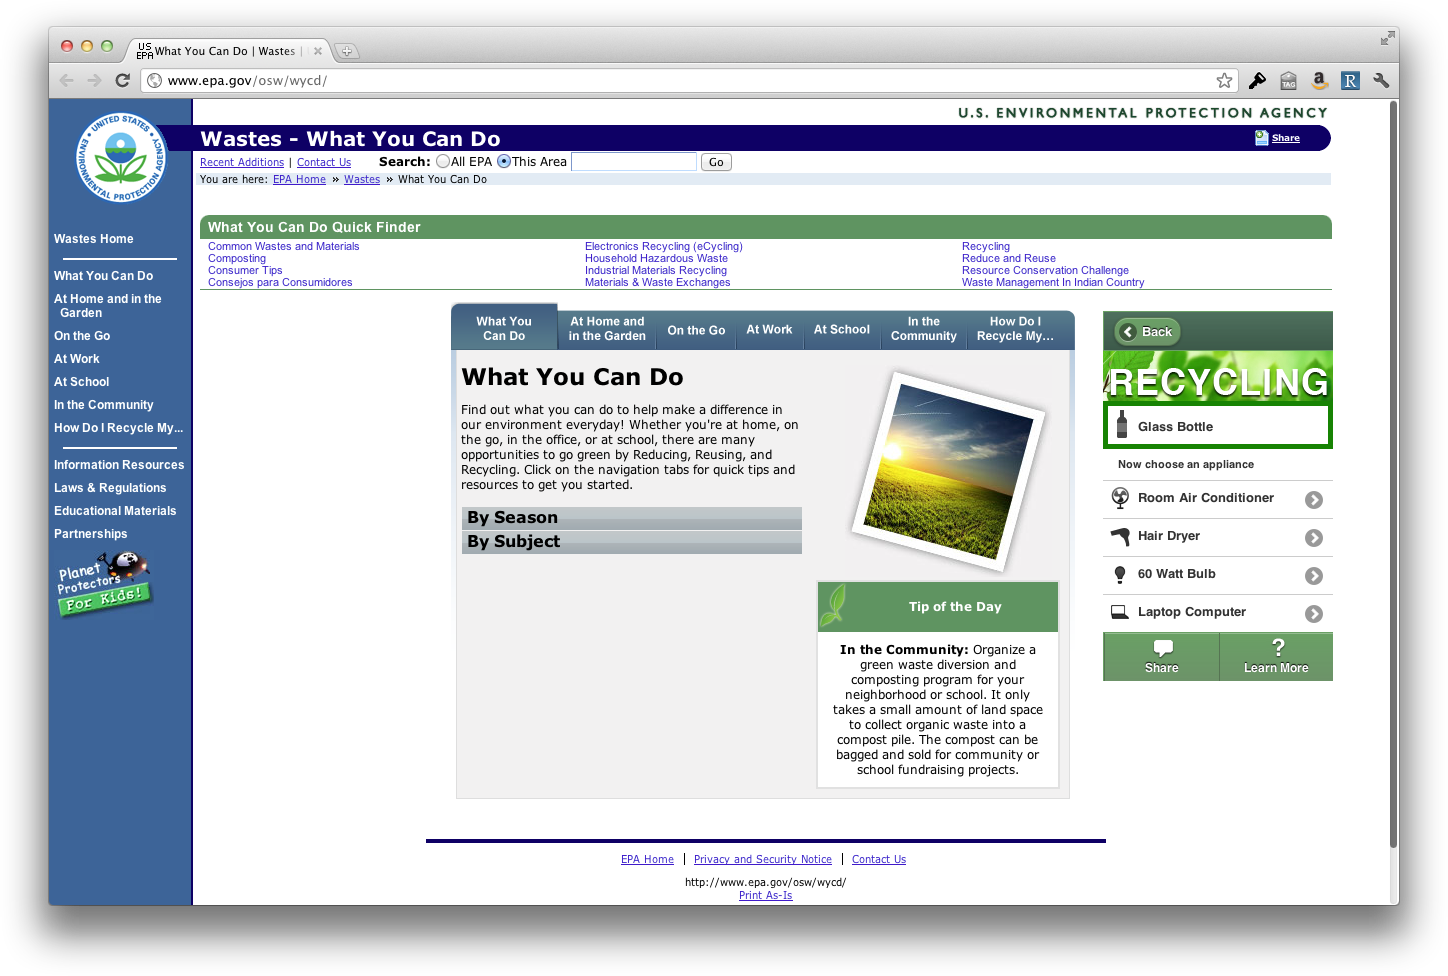 US
EPA What You Can Do | Wastes |
www.epa.gov/osw/wycd/
TAG
a
R
UNITED STATES
ENVIRONMENTAL PROTECTION AGENCY
U.S. ENVIRONMENTAL PROTECTION AGENCY
Wastes - What You Can Do
Share
Recent Additions | Contact Us Search: All EPA This Area Go
You are here: EPA Home » Wastes » What You Can Do
Wastes Home
What You Can Do
At Home and in the
Garden
On the Go
At Work
At School
In the Community
How Do I Recycle My...
Information Resources
Laws & Regulations
Educational Materials
Partnerships
Planet
Protectors
For Kids!
What You Can Do Quick Finder
Common Wastes and Materials
Composting
Consumer Tips
Consejos para Consumidores
Electronics Recycling (eCycling)
Household Hazardous Waste
Industrial Materials Recycling
Materials & Waste Exchanges
Recycling
Reduce and Reuse
Resource Conservation Challenge
Waste Management In Indian Country
What You
Can Do
At Home and
in the Garden
On the Go
At Work
At School
In the
Community
How Do I
Recycle My...
What You Can Do
Find out what you can do to help make a difference in
our environment everyday! Whether you're at home, on
the go, in the office, or at school, there are many
opportunities to go green by Reducing, Reusing, and
Recycling. Click on the navigation tabs for quick tips and
resources to get you started.
By Season
By Subject
Tip of the Day
In the Community: Organize a
green waste diversion and
composting program for your
neighborhood or school. It only
takes a small amount of land space
to collect organic waste into a
compost pile. The compost can be
bagged and sold for community or
school fundraising projects.
Back
RECYCLING
Glass Bottle
Now choose an appliance
Room Air Conditioner
Hair Dryer
60 Watt Bulb
Laptop Computer
Share
? Learn More
EPA Home | Privacy and Security Notice | Contact Us
http://www.epa.gov/osw/wycd/
Print As-Is